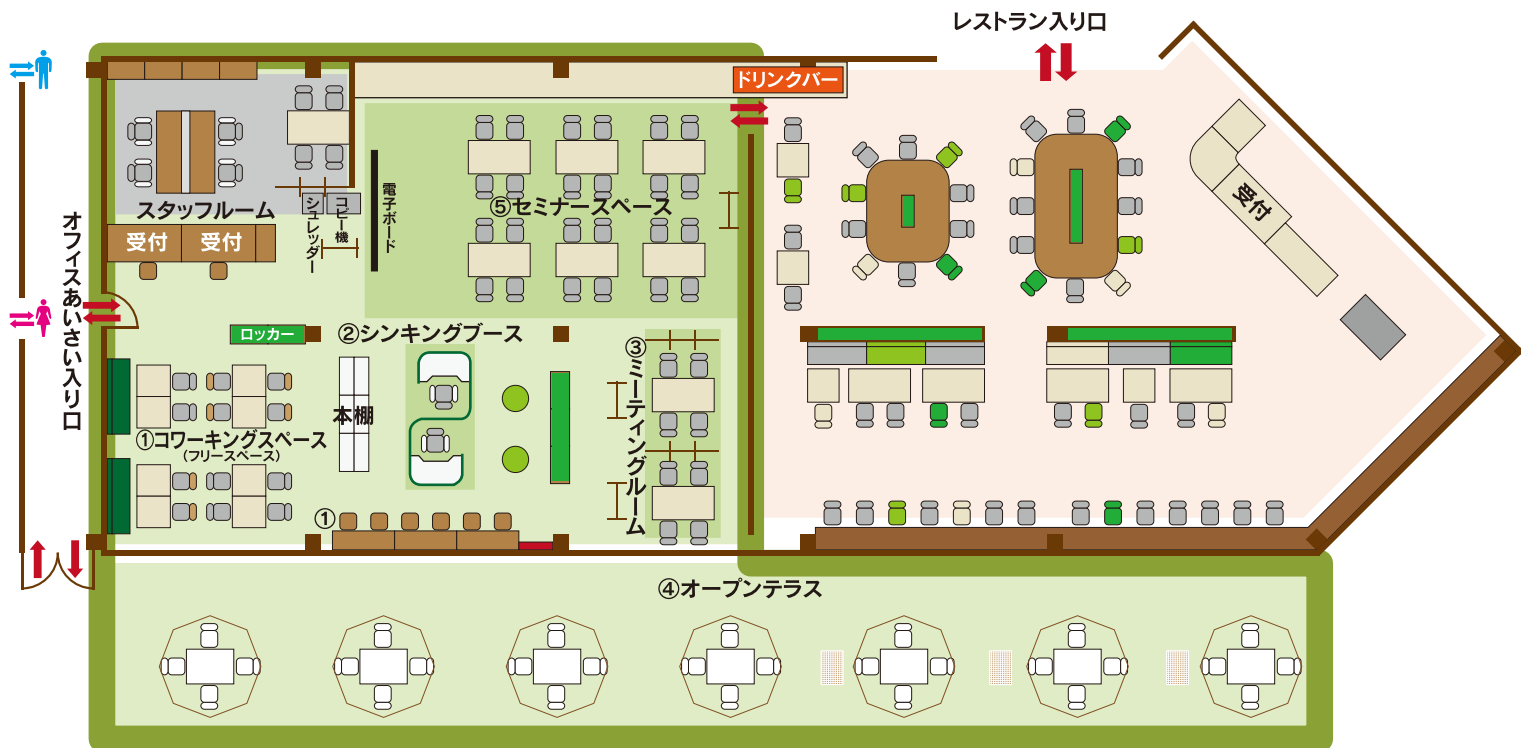 レストラン入り口
ドリンクバー
スタッフルーム
受付
受付
シュレッダー
コピー機
電子ボード
⑤セミナースペース
受付
オフィスあいさい入り口
ロッカー
②シンキングブース
③ミーティングルーム
本棚
①コワーキングスペース
(フリースペース)
①
④オープンテラス